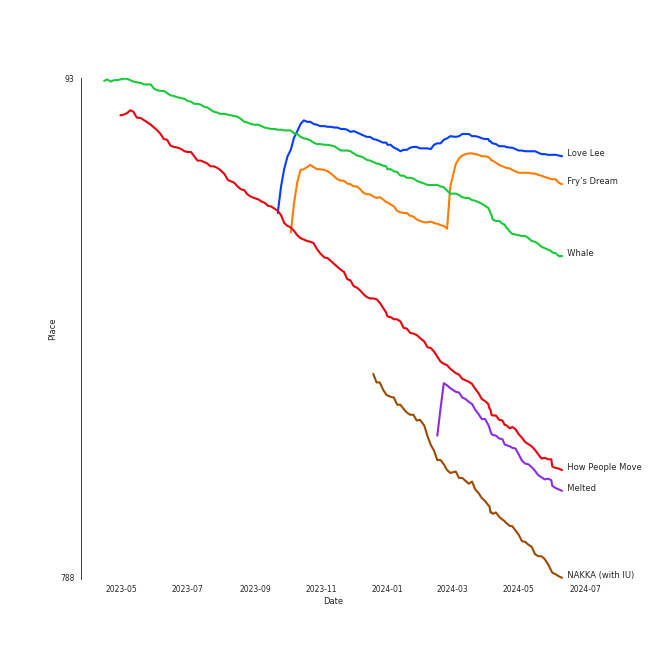 93
Love Lee
Fry's Dream
Whale
Place
How People Move
Melted
788
NAKKA (with IU)
2023-05 2023-07 2023-09 2023-11 2024-01 2024-03 2024-05 2024-07
Date